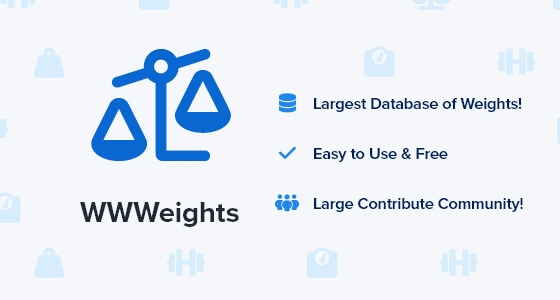 WWWeights
Largest Database of Weights!
Easy to Use & Free
Large Contribute Community!